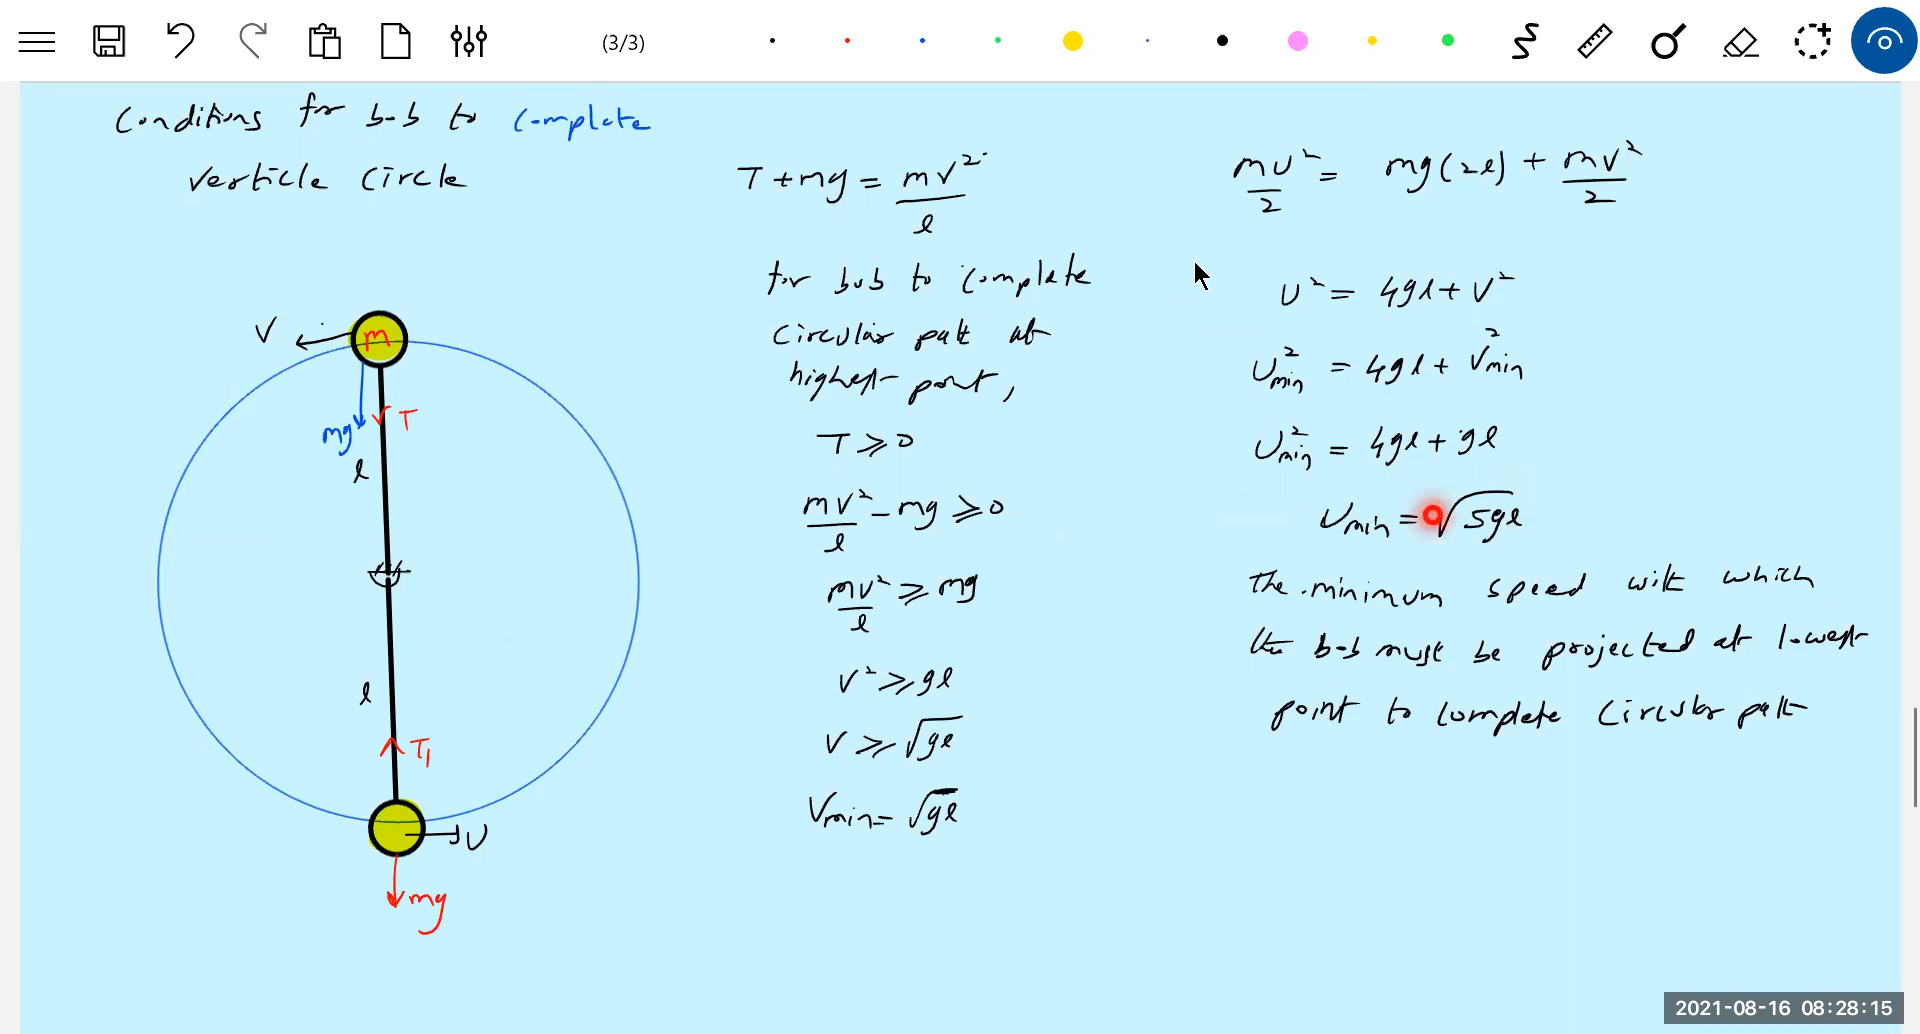 (3/3)
Conditions for bob to complete
verticle circle
T + mg = mv²/l
for bob to complete
circular path at
highest point,
T ⩾ 0
mv²/l - mg ⩾ 0
mv²/l ⩾ mg
v² ⩾ gl
v ⩾ √gl
Vmin = √gl
mu²/2 = mg(2l) + mv²/2
u² = 4gl + v²
u²min = 4gl + v²min
u²min = 4gl + gl
umin = √5gl
The minimum speed with which
the bob must be projected at lowest
point to complete circular path
V
m
T
mg
l
l
T1
U
mg
2021-08-16 08:28:15